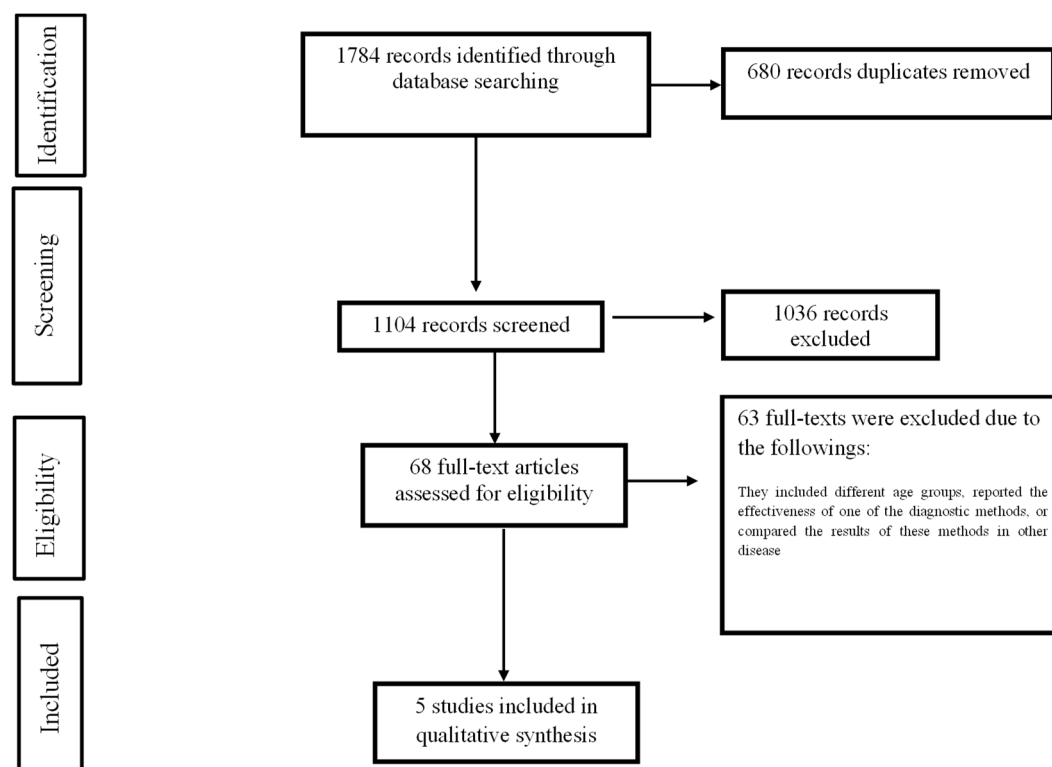 Identification
1784 records identified through
database searching
680 records duplicates removed
Screening
1104 records screened
1036 records
excluded
Eligibility
68 full-text articles
assessed for eligibility
63 full-texts were excluded due to
the followings:
They included different age groups, reported the
effectiveness of one of the diagnostic methods, or
compared the results of these methods in other
disease
Included
5 studies included in
qualitative synthesis